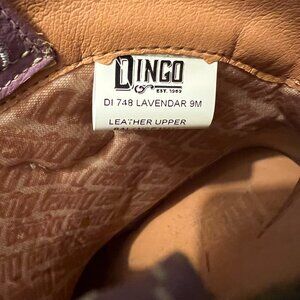 DINGO
EST. 1969
DI 748 LAVENDAR 9M
LEATHER UPPER